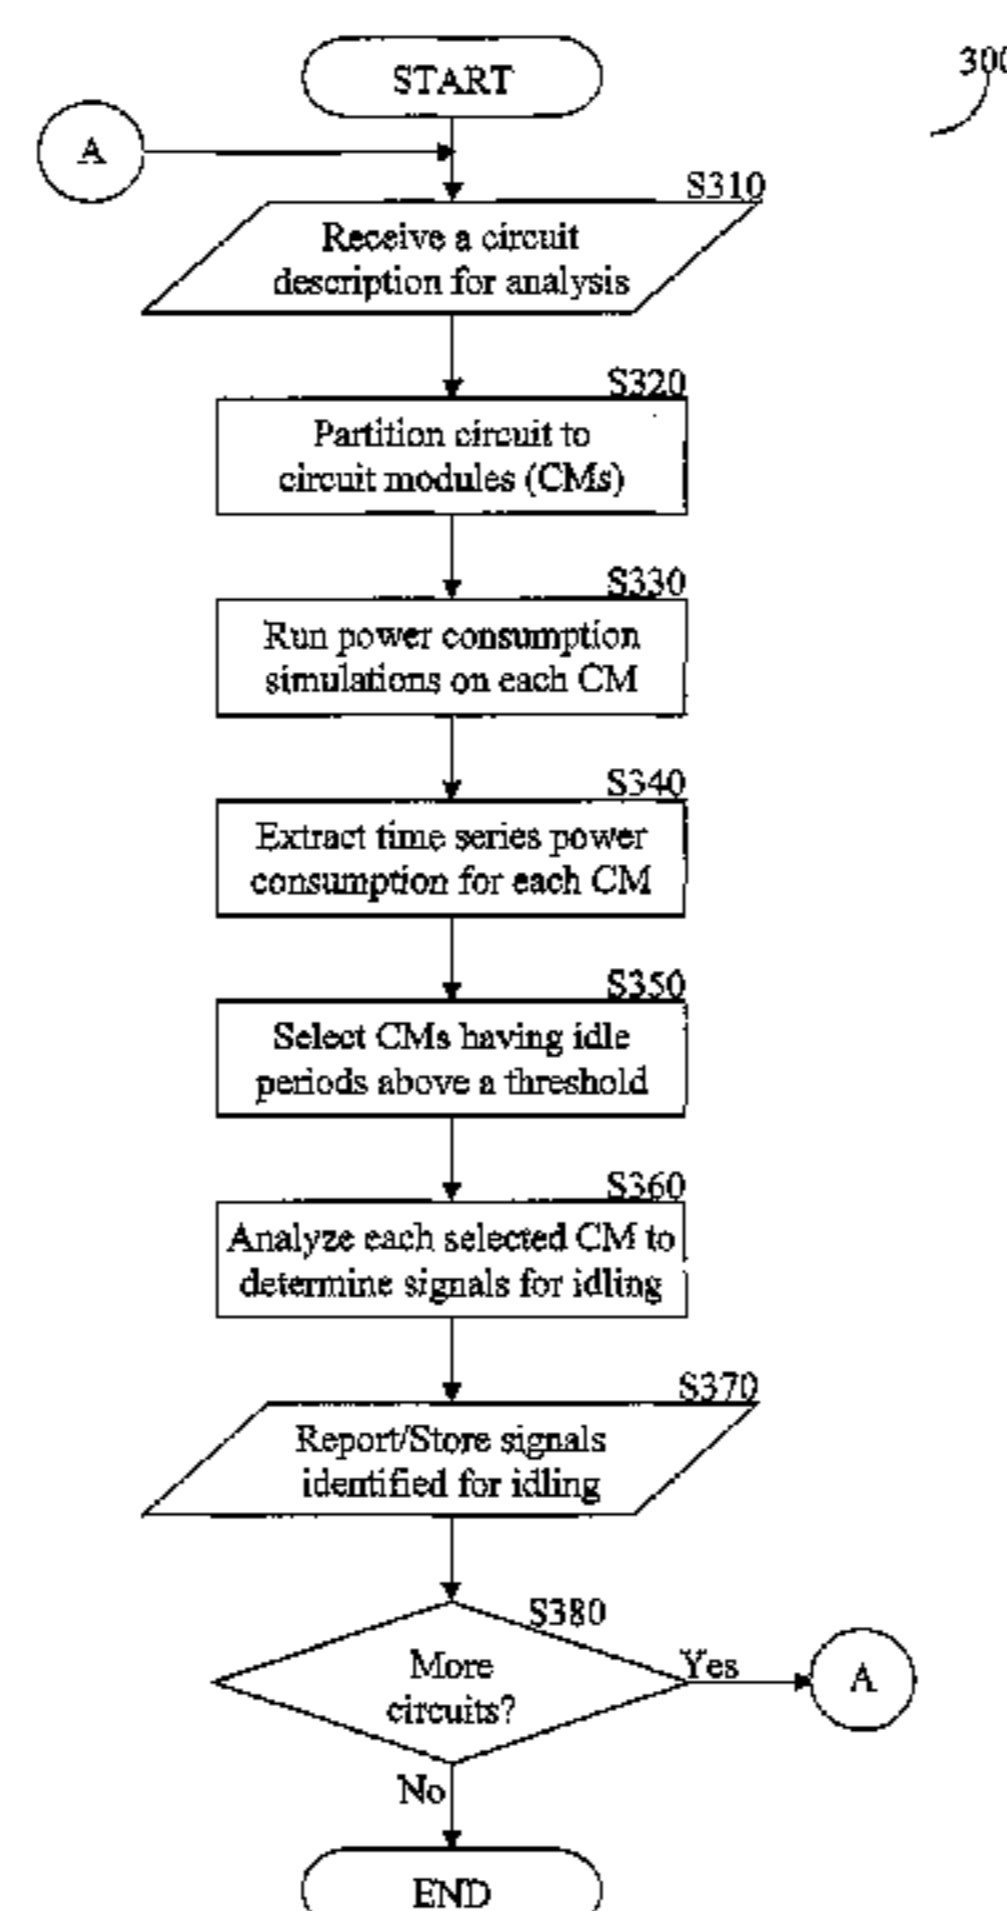 START
300
A
S310
Receive a circuit
description for analysis
S320
Partition circuit to
circuit modules (CMs)
S330
Run power consumption
simulations on each CM
S340
Extract time series power
consumption for each CM
S350
Select CMs having idle
periods above a threshold
S360
Analyze each selected CM to
determine signals for idling
S370
Report/Store signals
identified for idling
S380
More
circuits?
Yes
A
No
END